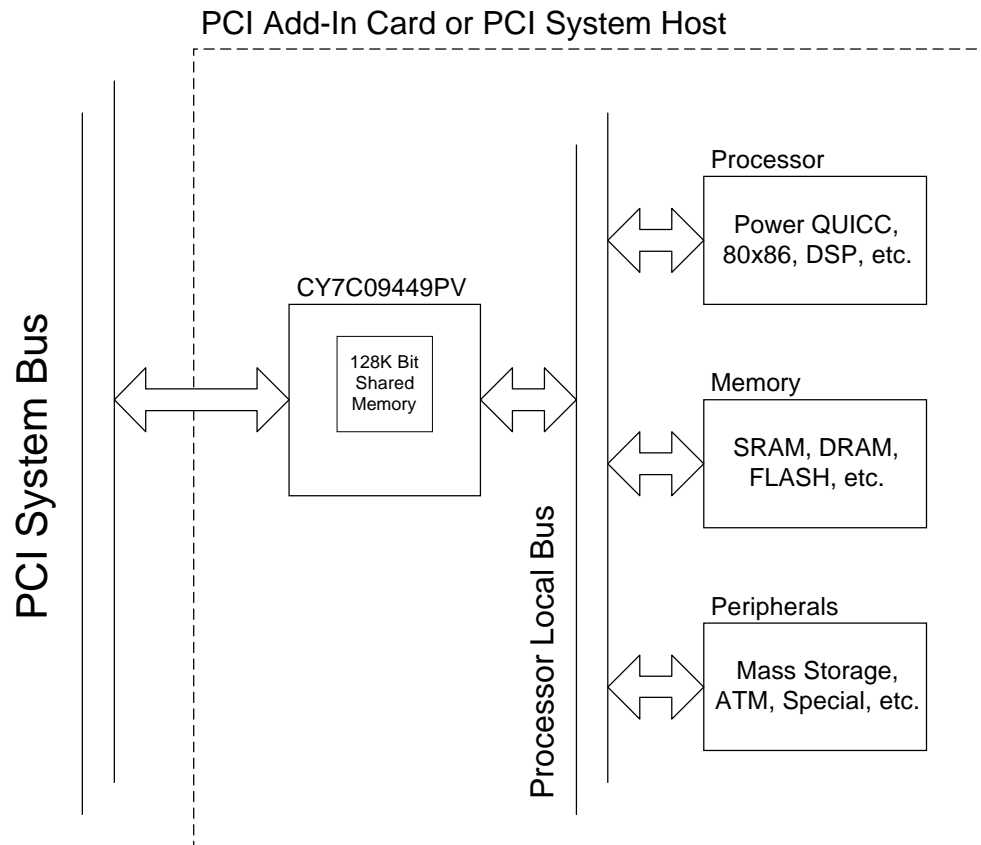 PCI Add-In Card or PCI System Host
PCI System Bus
CY7C09449PV
128K Bit
Shared
Memory
Processor Local Bus
Processor
Power QUICC,
80x86, DSP, etc.
Memory
SRAM, DRAM,
FLASH, etc.
Peripherals
Mass Storage,
ATM, Special, etc.